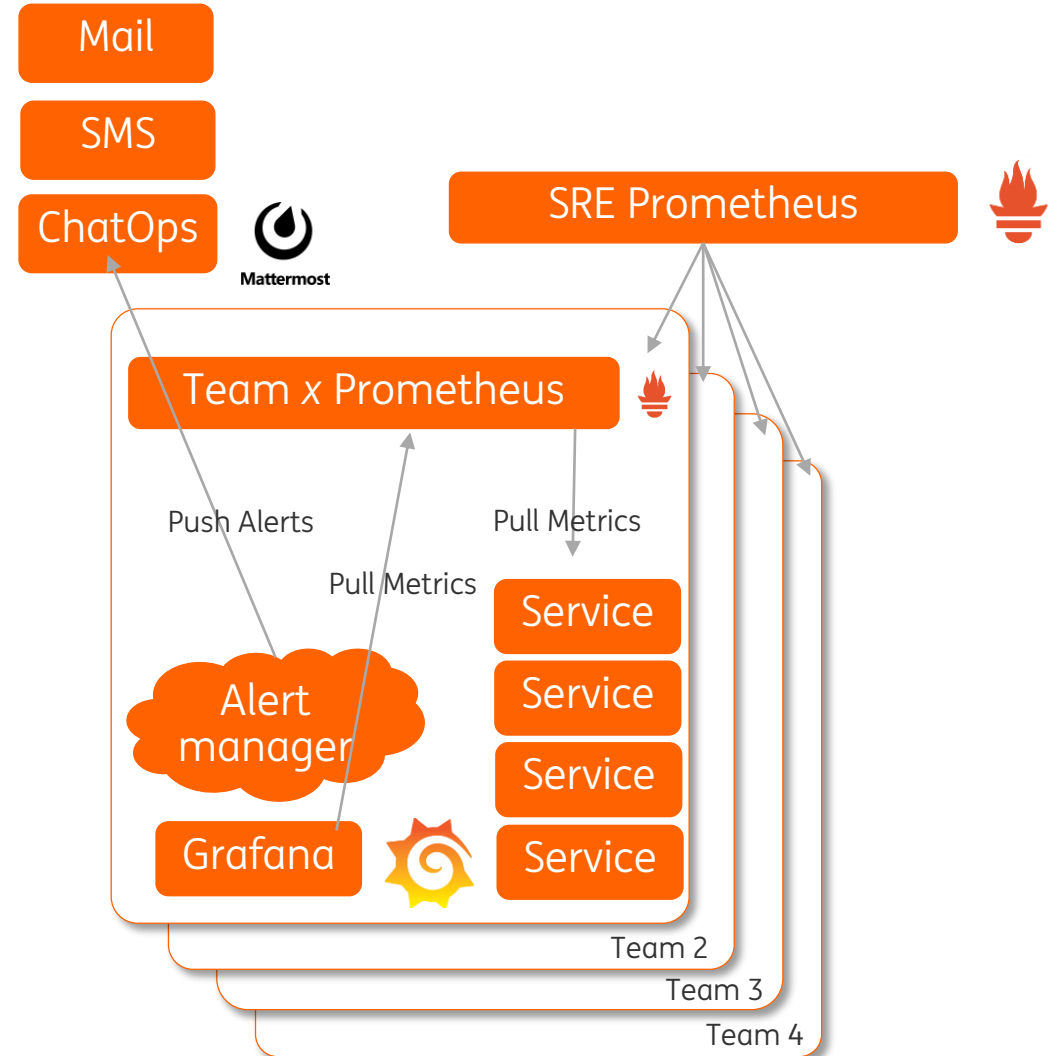 Mail
SMS
ChatOps
Mattermost
SRE Prometheus
Team x Prometheus
Push Alerts
Pull Metrics
Pull Metrics
Alert
manager
Grafana
Service
Service
Service
Service
Team 2
Team 3
Team 4